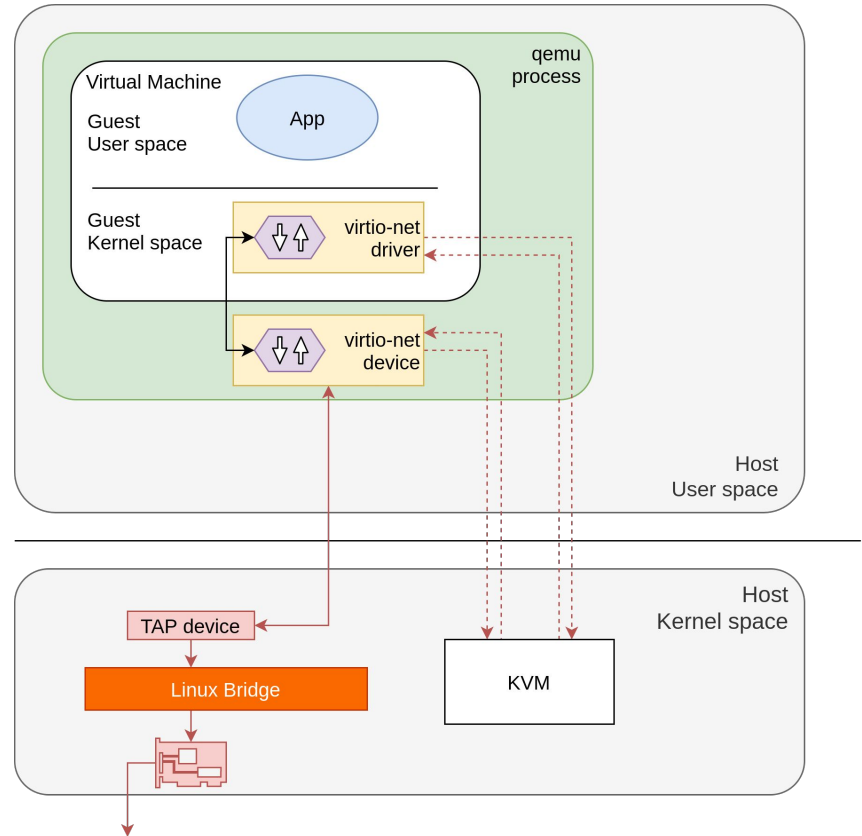 qemu
process
Virtual Machine
Guest
User space
App
Guest
Kernel space
virtio-net
driver
virtio-net
device
Host
User space
Host
Kernel space
TAP device
Linux Bridge
KVM